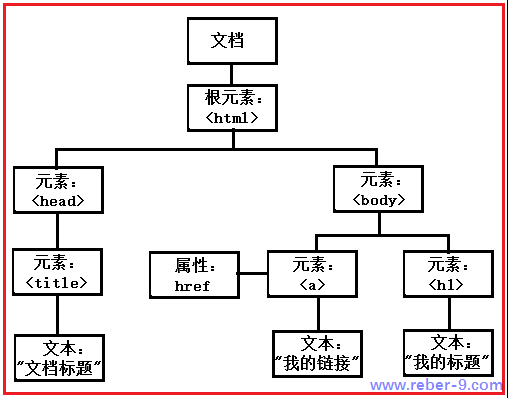 文档
根元素:
<html>
元素:
<head>
元素:
<body>
元素:
<title>
属性:
href
元素:
<a>
元素:
<h1>
文本:
"文档标题"
文本:
"我的链接"
文本:
"我的标题"
www.reber-9.com